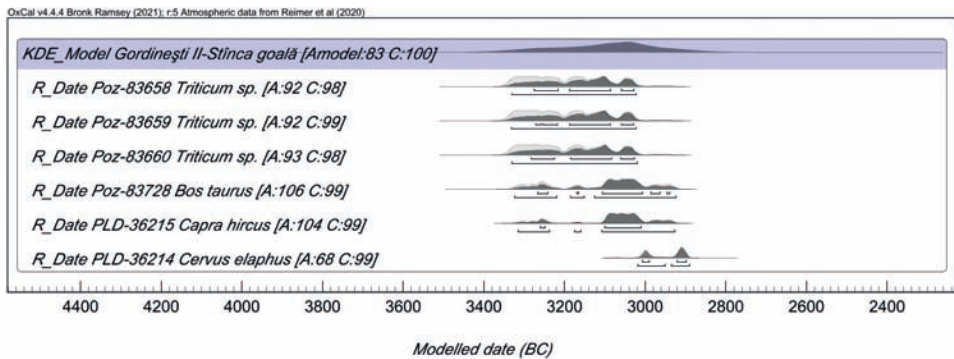 OxCal v4.4.4 Bronk Ramsey (2021); r:5 Atmospheric data from Reimer et al (2020)
KDE_Model Gordineşti II-Stînca goală [Amodel:83 C:100]
R_Date Poz-83658 Triticum sp. [A:92 C:98]
R_Date Poz-83659 Triticum sp. [A:92 C:99]
R_Date Poz-83660 Triticum sp. [A:93 C:98]
R_Date Poz-83728 Bos taurus [A:106 C:99]
R_Date PLD-36215 Capra hircus [A:104 C:99]
R_Date PLD-36214 Cervus elaphus [A:68 C:99]
4400 4200 4000 3800 3600 3400 3200 3000 2800 2600 2400
Modelled date (BC)